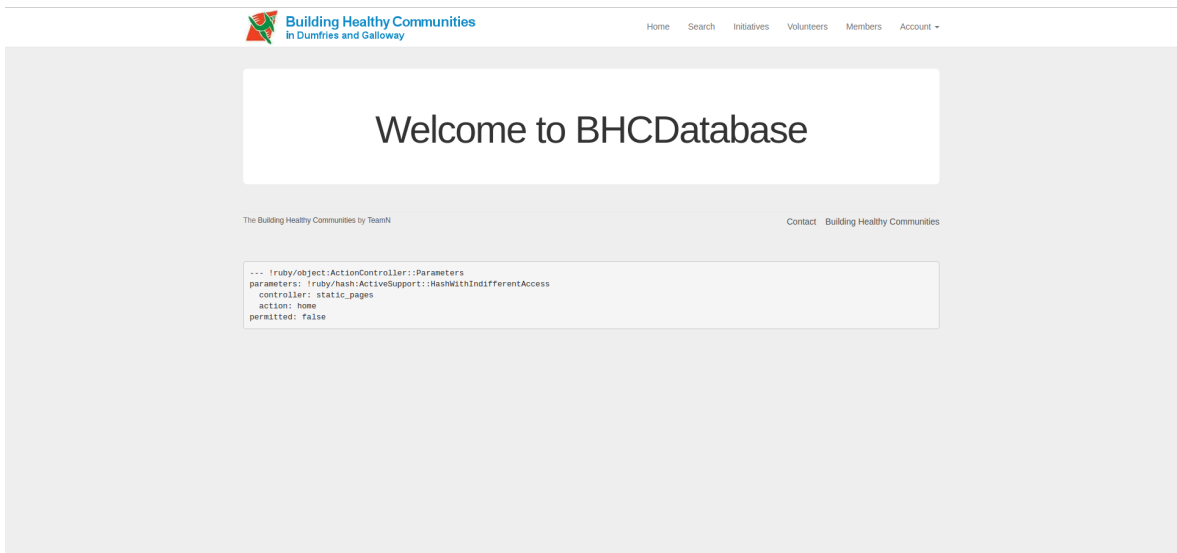 Building Healthy Communities
in Dumfries and Galloway
Home Search Initiatives Volunteers Members Account
Welcome to BHCDatabase
The Building Healthy Communities by TeamN
Contact Building Healthy Communities
--- !ruby/object:ActionController::Parameters
parameters: !ruby/hash:ActiveSupport::HashWithIndifferentAccess
  controller: static_pages
  action: home
permitted: false